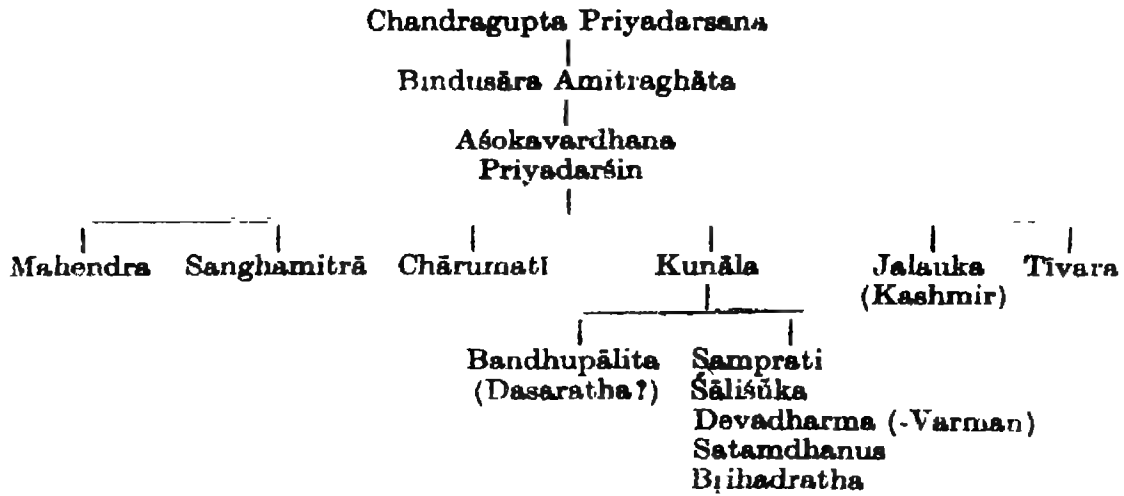 Chandragupta Priyadarsana
Bindusāra Amitraghāta
Aśokavardhana
Priyadarśin
Mahendra Sanghamitrā Chārumatī Kunāla Jalauka Tīvara
(Kashmir)
Bandhupālita Samprati
(Dasaratha?) Śāliśūka
Devadharma (-Varman)
Satamdhanus
Bṛihadratha